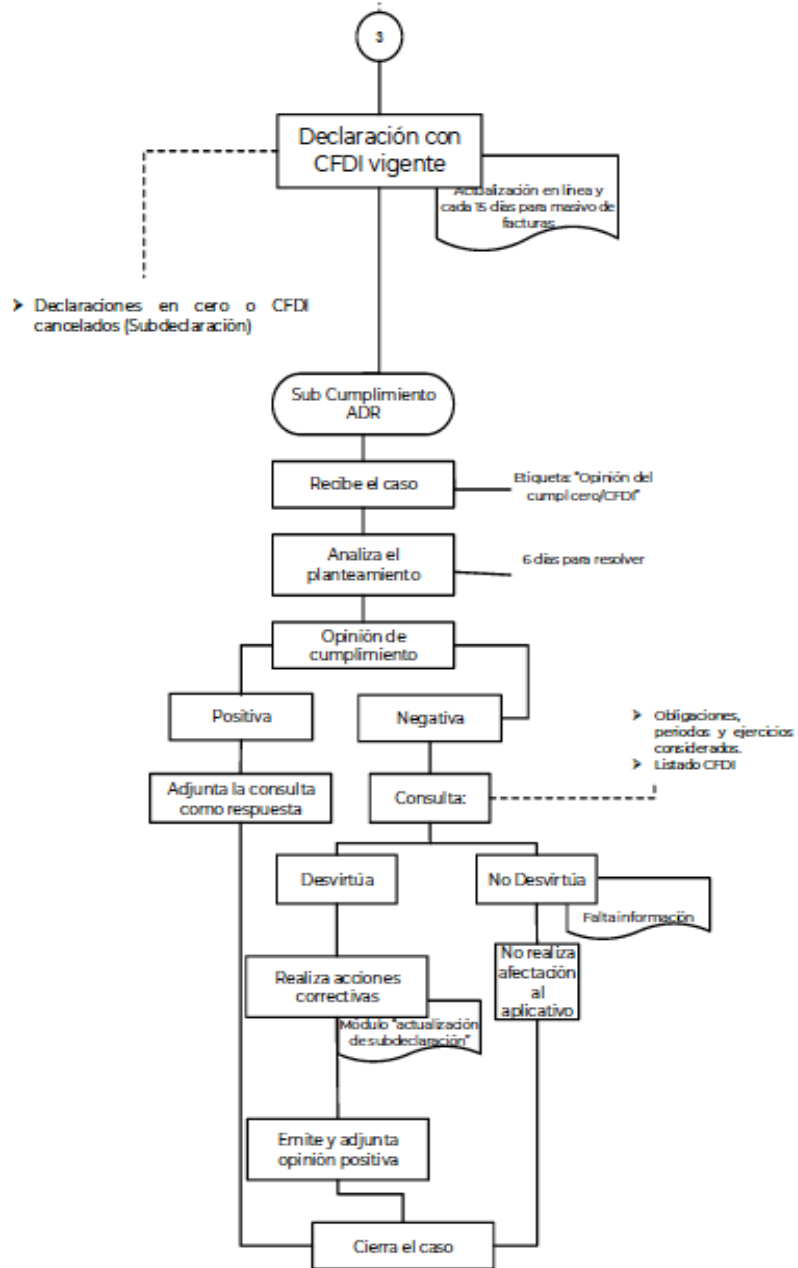 3
Declaración con
CFDI vigente
Actualización en línea y
cada 15 días para masivo de
facturas
➤ Declaraciones en cero o CFDI
cancelados (Subdeclaración)
Sub Cumplimiento
ADR
Recibe el caso
Etiqueta: "Opinión del
cumpl cero/CFDI"
Analiza el
planteamiento
6 días para resolver
Opinión de
cumplimiento
Positiva
Negativa
➤ Obligaciones,
periodos y ejercicios
considerados.
➤ Listado CFDI
Adjunta la consulta
como respuesta
Consulta:
Desvirtúa
No Desvirtúa
Falta información
Realiza acciones
correctivas
No realiza
afectación
al
aplicativo
Módulo "actualización
de subdeclaración"
Emite y adjunta
opinión positiva
Cierra el caso